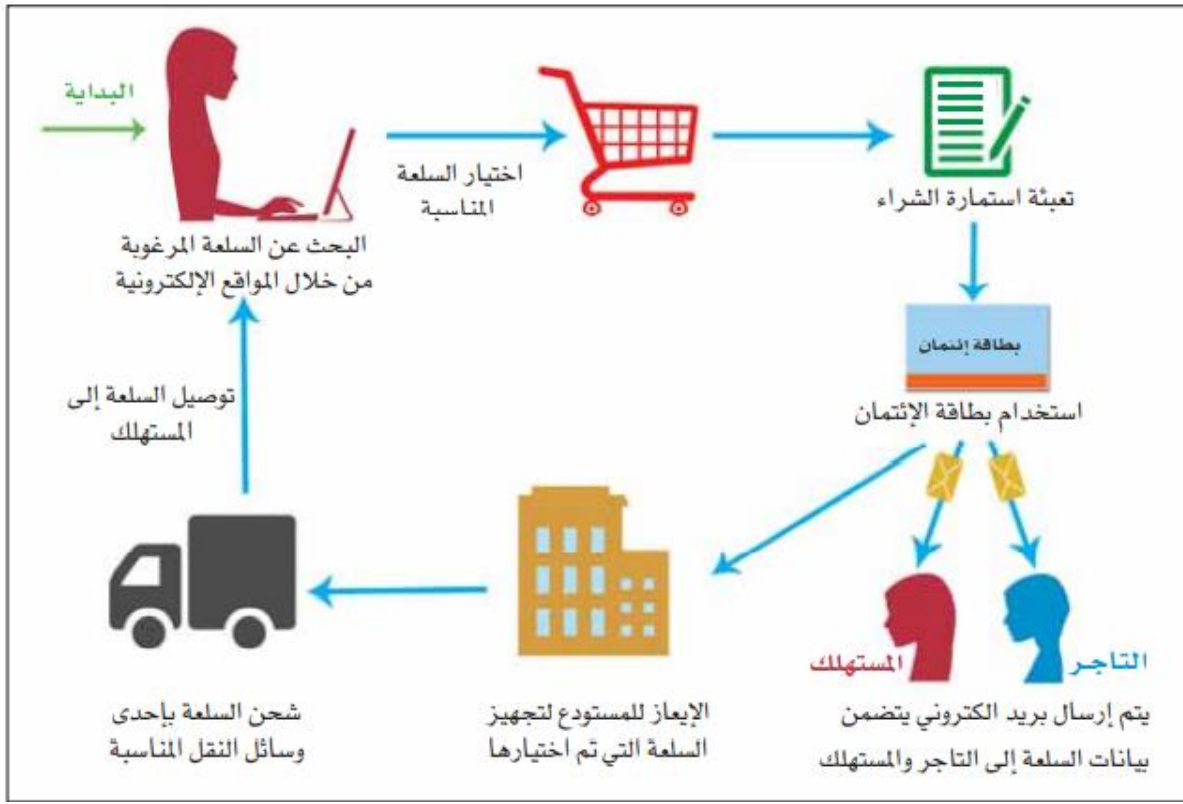 البداية
البحث عن السلعة المرغوبة
من خلال المواقع الإلكترونية
اختيار السلعة
المناسبة
تعبئة استمارة الشراء
بطاقة إئتمان
استخدام بطاقة الإئتمان
التاجر
المستهلك
يتم إرسال بريد الكتروني يتضمن
بيانات السلعة إلى التاجر والمستهلك
الإيعاز للمستودع لتجهيز
السلعة التي تم اختيارها
شحن السلعة بإحدى
وسائل النقل المناسبة
توصيل السلعة إلى
المستهلك